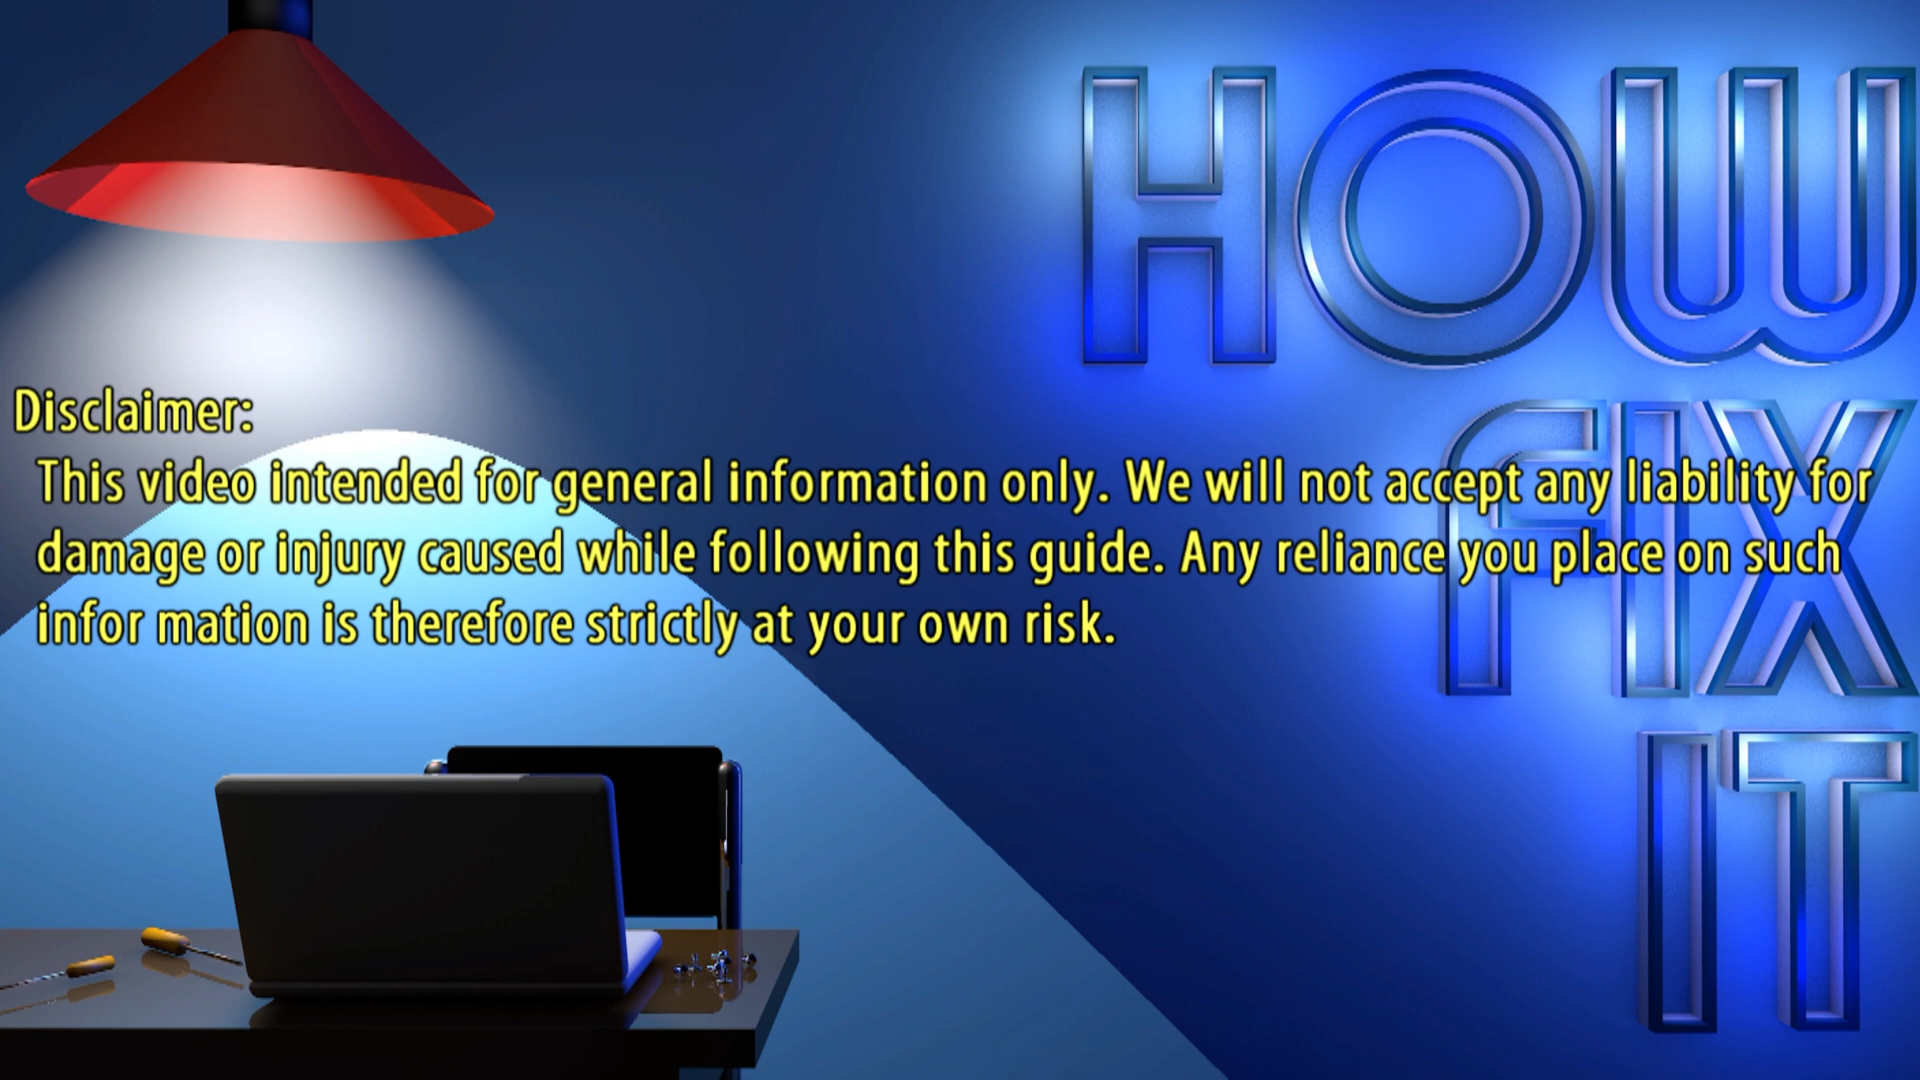 HOW
FIX
IT
Disclaimer:
This video intended for general information only. We will not accept any liability for
damage or injury caused while following this guide. Any reliance you place on such
infor mation is therefore strictly at your own risk.